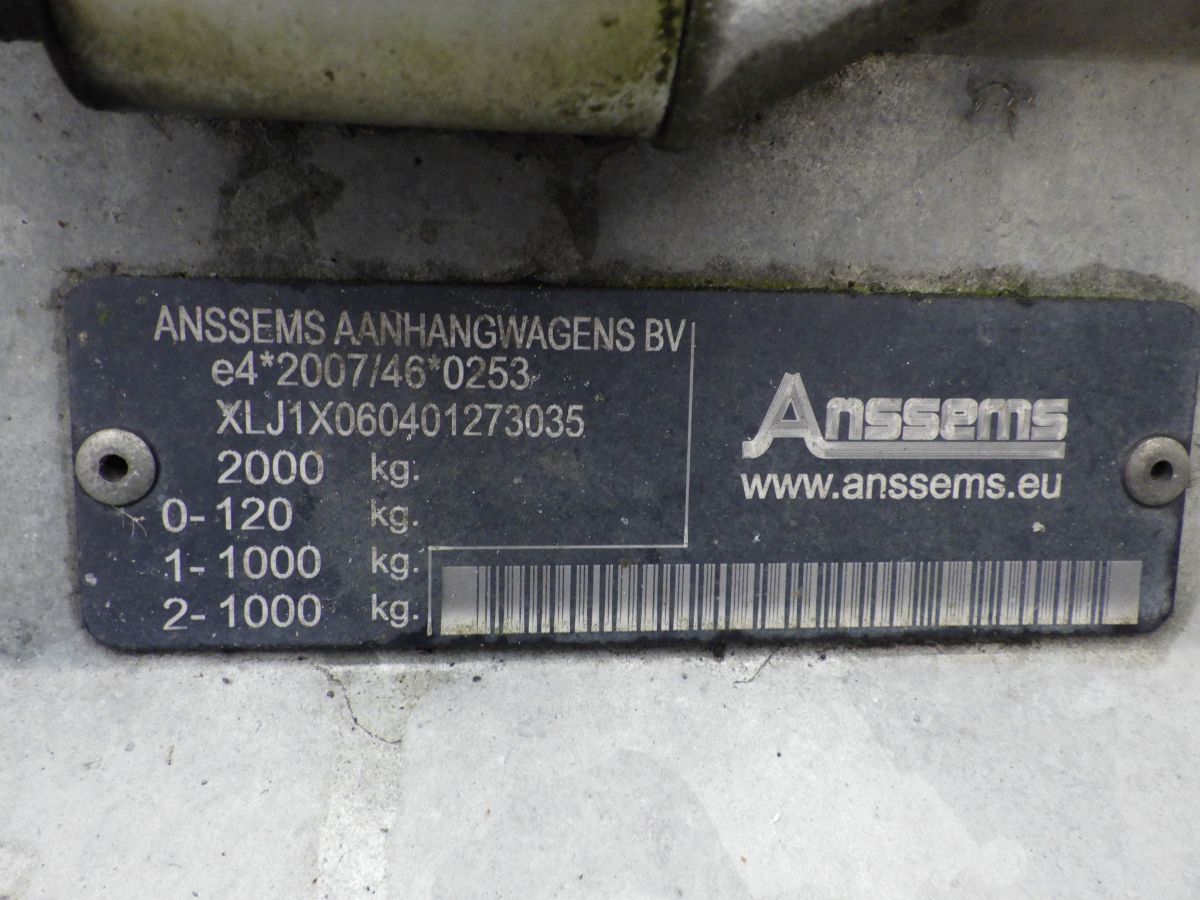 ANSSEMS AANHANGWAGENS BV
e4*2007/46*0253
XLJ1X060401273035
2000 kg.
0- 120 kg.
1- 1000 kg.
2- 1000 kg.
Anssems
www.anssems.eu